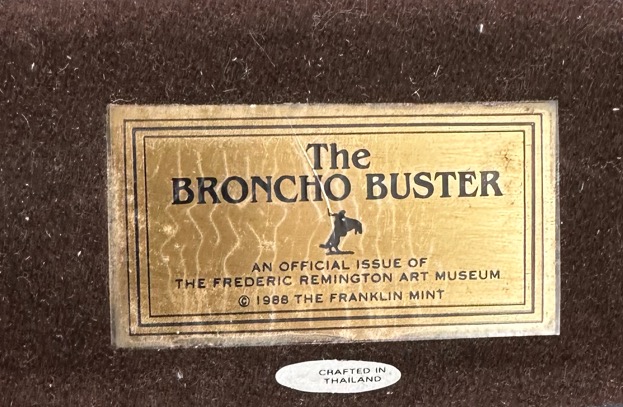 The
BRONCHO BUSTER
AN OFFICIAL ISSUE OF
THE FREDERIC REMINGTON ART MUSEUM
© 1988 THE FRANKLIN MINT
CRAFTED IN
THAILAND